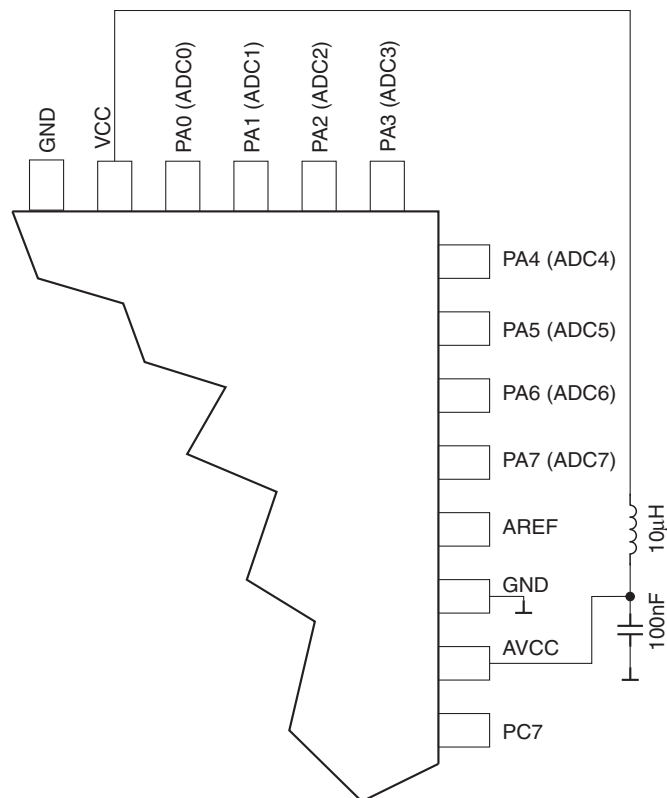 GND
VCC
PA0 (ADC0)
PA1 (ADC1)
PA2 (ADC2)
PA3 (ADC3)
PA4 (ADC4)
PA5 (ADC5)
PA6 (ADC6)
PA7 (ADC7)
AREF
10µH
GND
100nF
AVCC
PC7